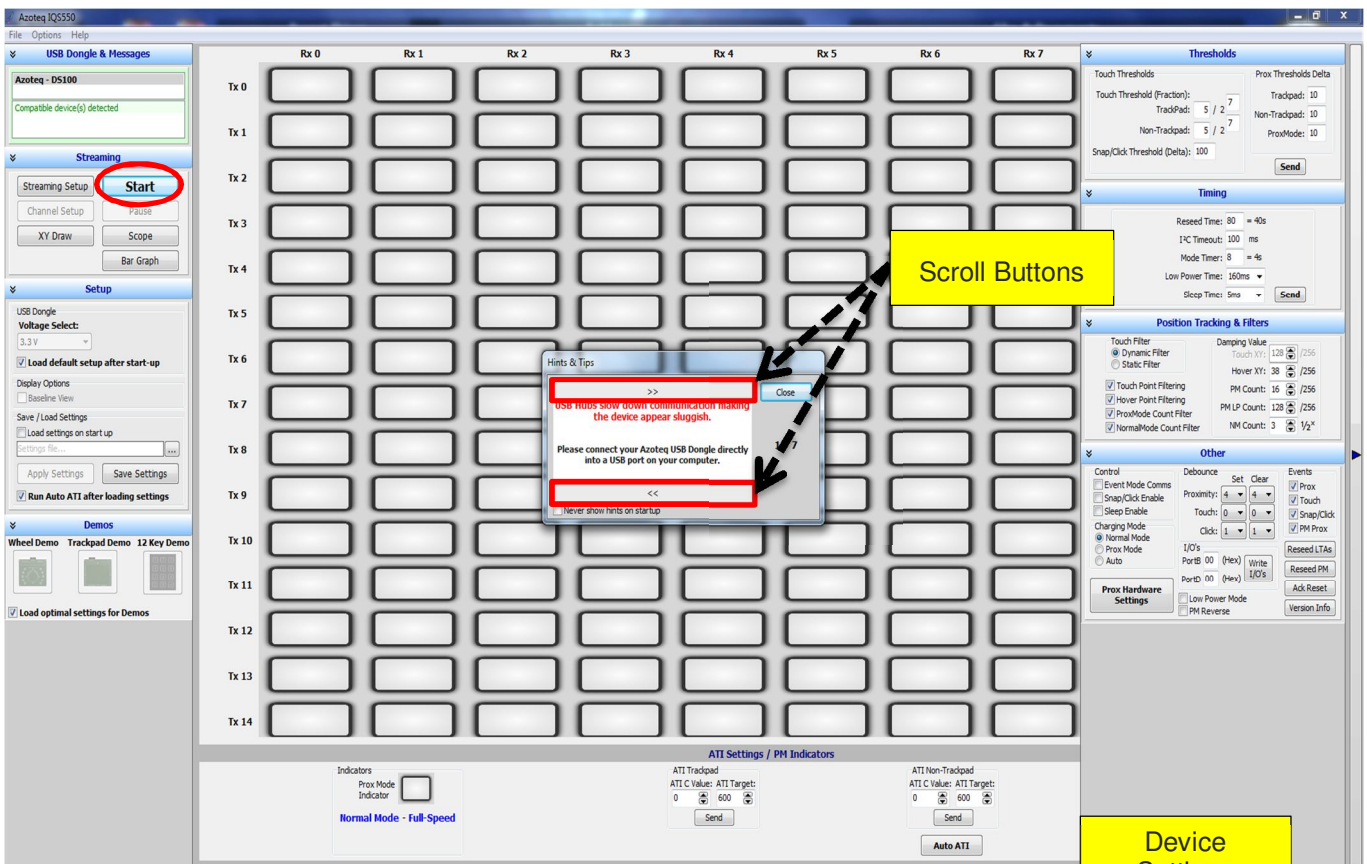 Azoteq IQS550
File Options Help
USB Dongle & Messages
Azoteq - DS100
Compatible device(s) detected
Streaming
Streaming Setup Start
Channel Setup Pause
XY Draw Scope
Bar Graph
Setup
USB Dongle
Voltage Select:
3.3 V
Load default setup after start-up
Display Options
Baseline View
Save / Load Settings
Load settings on start up
Settings file... ...
Apply Settings Save Settings
Run Auto ATI after loading settings
Demos
Wheel Demo Trackpad Demo 12 Key Demo
Load optimal settings for Demos
Rx 0 Rx 1 Rx 2 Rx 3 Rx 4 Rx 5 Rx 6 Rx 7
Tx 0
Tx 1
Tx 2
Tx 3
Tx 4
Tx 5
Tx 6
Tx 7
Tx 8
Tx 9
Tx 10
Tx 11
Tx 12
Tx 13
Tx 14
Scroll Buttons
Hints & Tips
>>
Close
USB Hubs slow down communication making
the device appear sluggish.
Please connect your Azoteq USB Dongle directly
into a USB port on your computer.
<<
Never show hints on startup
ATI Settings / PM Indicators
Indicators
Prox Mode
Indicator
Normal Mode - Full-Speed
ATI Trackpad
ATI C Value: ATI Target:
0 600
Send
ATI Non-Trackpad
ATI C Value: ATI Target:
0 600
Send
Auto ATI
Thresholds
Touch Thresholds
Touch Threshold (Fraction):
TrackPad: 5 / 2 7
Non-Trackpad: 5 / 2 7
Snap/Click Threshold (Delta): 100
Prox Thresholds Delta
Trackpad: 10
Non-Trackpad: 10
ProxMode: 10
Send
Timing
Reseed Time: 80 = 40s
I²C Timeout: 100 ms
Mode Timer: 8 = 4s
Low Power Time: 160ms
Sleep Time: 5ms Send
Position Tracking & Filters
Touch Filter
Dynamic Filter
Static Filter
Touch Point Filtering
Hover Point Filtering
ProxMode Count Filter
NormalMode Count Filter
Damping Value
Touch XY: 128 /256
Hover XY: 38 /256
PM Count: 16 /256
PM LP Count: 128 /256
NM Count: 3 ½ˣ
Other
Control
Event Mode Comms
Snap/Click Enable
Sleep Enable
Charging Mode
Normal Mode
Prox Mode
Auto
Prox Hardware
Settings
Debounce
Set Clear
Proximity: 4 4
Touch: 0 0
Click: 1 1
I/O's
PortB 00 (Hex)
PortD 00 (Hex)
Write
I/O's
Low Power Mode
PM Reverse
Events
Prox
Touch
Snap/Click
PM Prox
Reseed LTAs
Reseed PM
Ack Reset
Version Info
Device